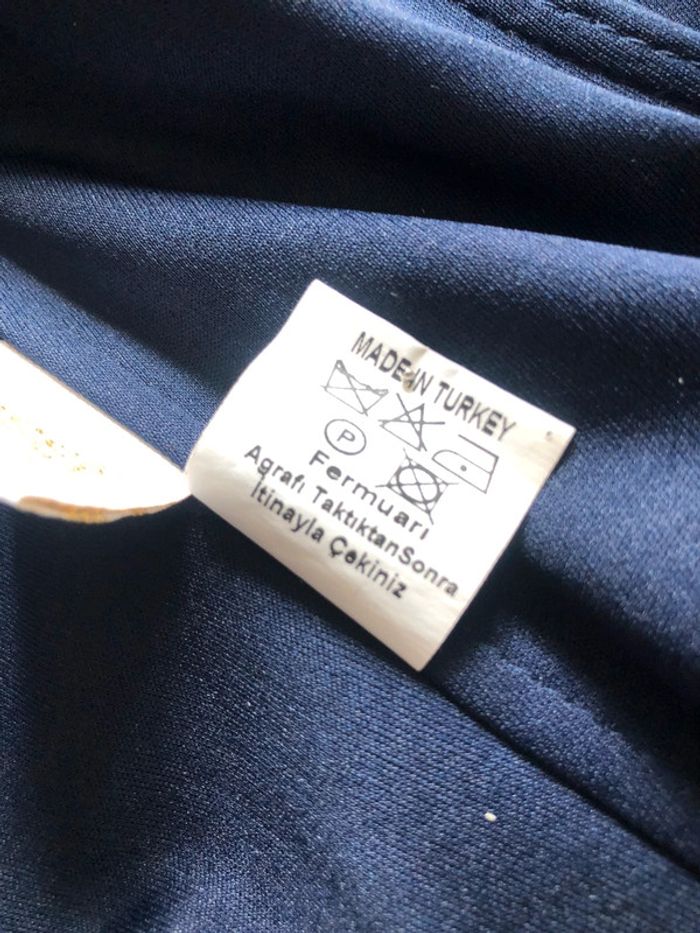 MADE IN TURKEY
P
Fermuarı
Agrafı TaktıktanSonra
İtinayla Çekiniz